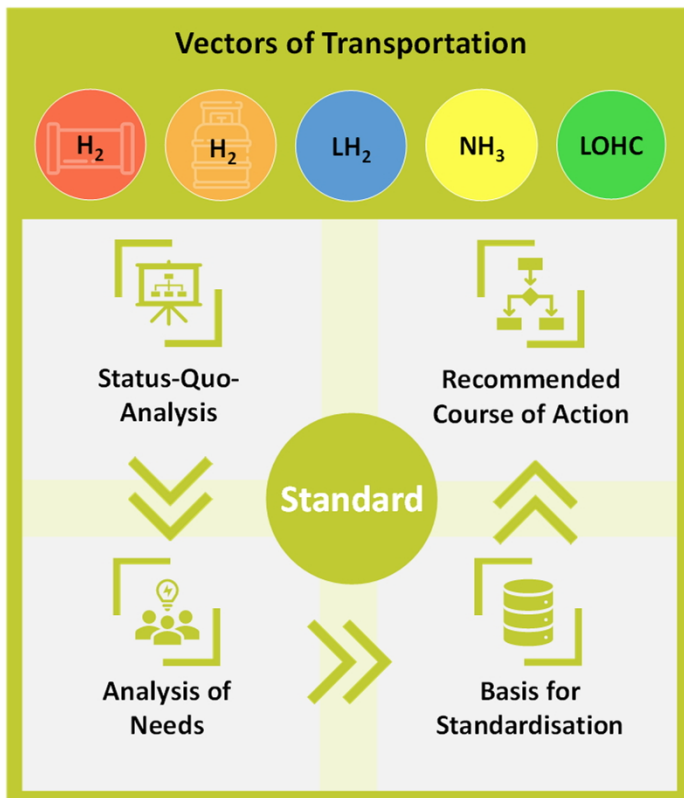 Vectors of Transportation
H₂
H₂
LH₂
NH₃
LOHC
Status-Quo-
Analysis
Recommended
Course of Action
Standard
Analysis of
Needs
Basis for
Standardisation